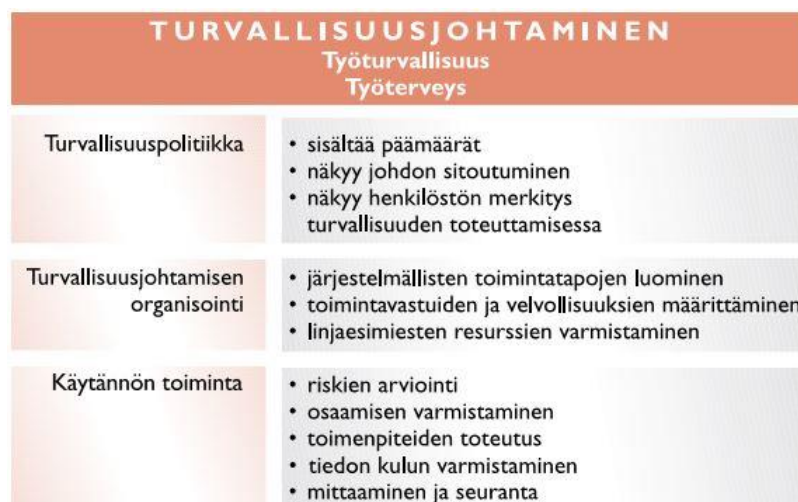 TURVALLISUUSJOHTAMINEN
Työturvallisuus
Työterveys
Turvallisuuspolitiikka
• sisältää päämäärät
• näkyy johdon sitoutuminen
• näkyy henkilöstön merkitys
turvallisuuden toteuttamisessa
Turvallisuusjohtamisen
organisointi
• järjestelmällisten toimintatapojen luominen
• toimintavastuiden ja velvollisuuksien määrittäminen
• linjaesimiesten resurssien varmistaminen
Käytännön toiminta
• riskien arviointi
• osaamisen varmistaminen
• toimenpiteiden toteutus
• tiedon kulun varmistaminen
• mittaaminen ja seuranta